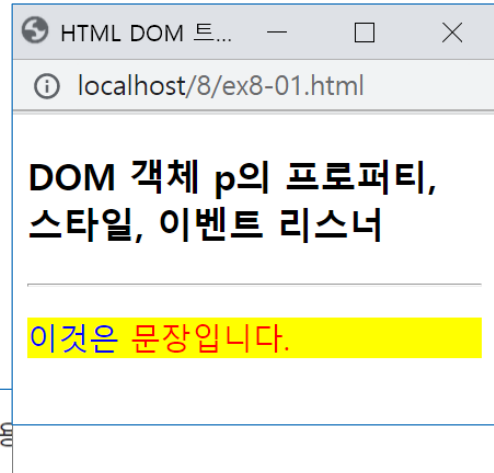 HTML DOM 트...
localhost/8/ex8-01.html
DOM 객체 p의 프로퍼티,
스타일, 이벤트 리스너
이것은 문장입니다.